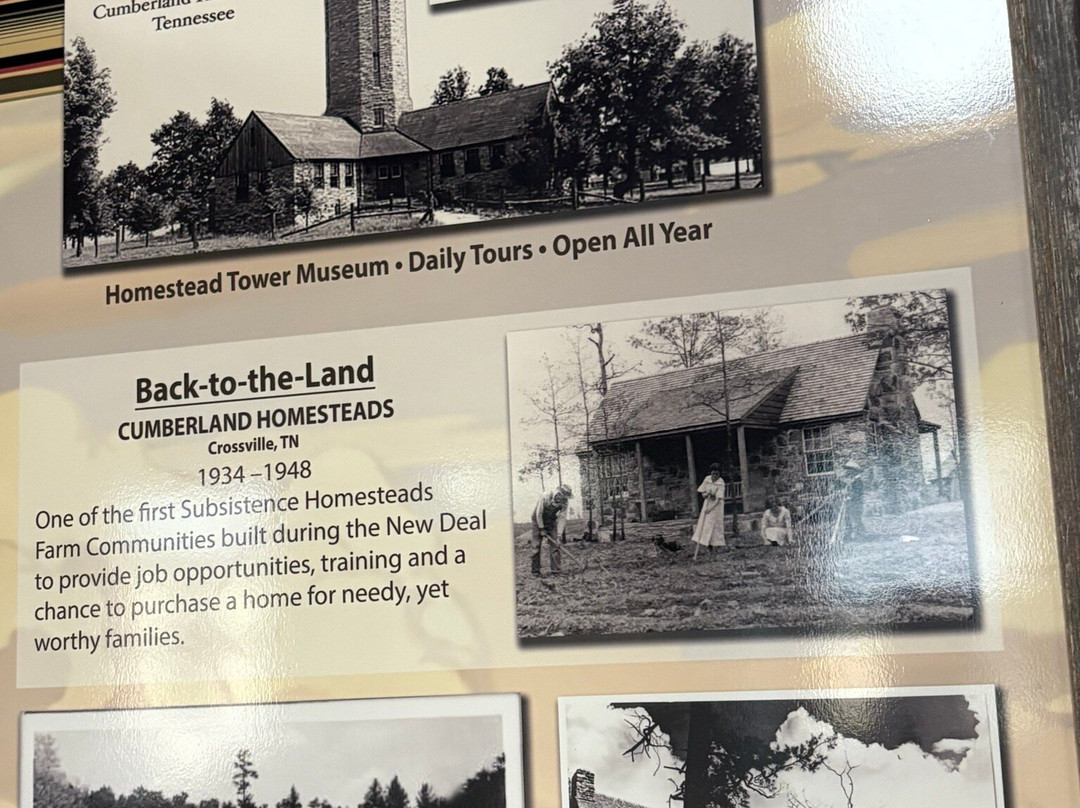 Cumberland
Tennessee
Homestead Tower Museum • Daily Tours • Open All Year
Back-to-the-Land
CUMBERLAND HOMESTEADS
Crossville, TN
1934 –1948
One of the first Subsistence Homesteads
Farm Communities built during the New Deal
to provide job opportunities, training and a
chance to purchase a home for needy, yet
worthy families.